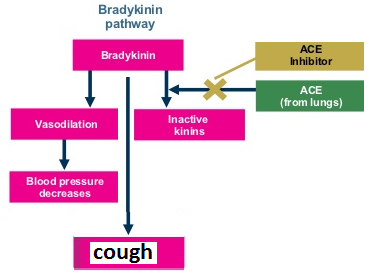 Bradykinin
pathway
Bradykinin
ACE
Inhibitor
ACE
(from lungs)
Vasodilation
Inactive
kinins
Blood pressure
decreases
cough